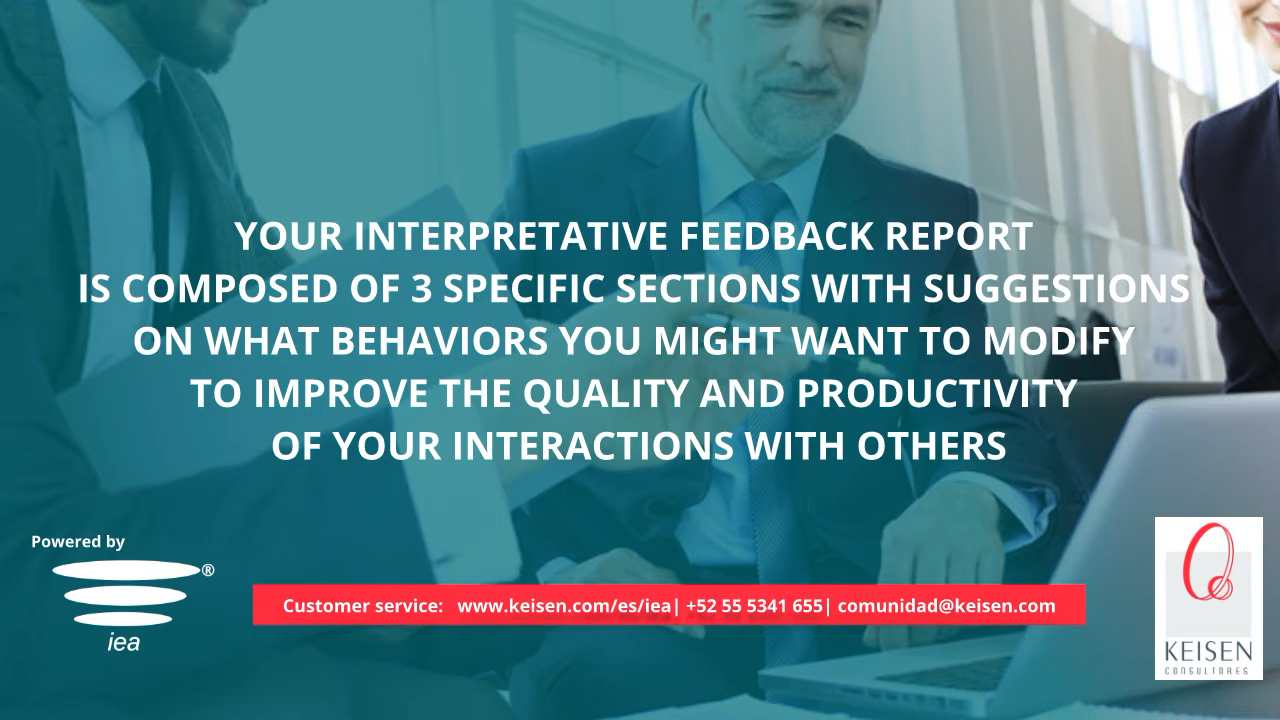 YOUR INTERPRETATIVE FEEDBACK REPORT
IS COMPOSED OF 3 SPECIFIC SECTIONS WITH SUGGESTIONS
ON WHAT BEHAVIORS YOU MIGHT WANT TO MODIFY
TO IMPROVE THE QUALITY AND PRODUCTIVITY
OF YOUR INTERACTIONS WITH OTHERS
Powered by
®
iea
Customer service: www.keisen.com/es/iea| +52 55 5341 655| comunidad@keisen.com
KEISEN
CONSULTORES